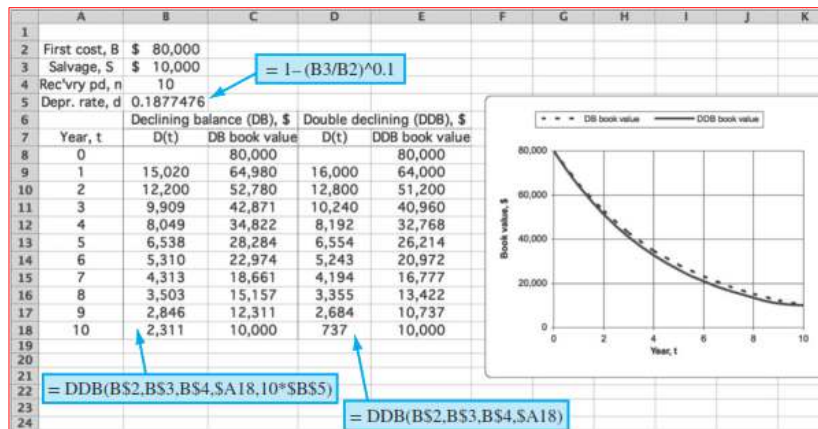 A B C D E F G H I J K
1
2 First cost, B $ 80,000
3 Salvage, S $ 10,000
= 1– (B3/B2)^0.1
4 Rec'vry pd, n 10
5 Depr. rate, d 0.1877476
6 Declining balance (DB), $ Double declining (DDB), $
7 Year, t D(t) DB book value D(t) DDB book value
8 0 80,000 80,000
9 1 15,020 64,980 16,000 64,000
10 2 12,200 52,780 12,800 51,200
11 3 9,909 42,871 10,240 40,960
12 4 8,049 34,822 8,192 32,768
13 5 6,538 28,284 6,554 26,214
14 6 5,310 22,974 5,243 20,972
15 7 4,313 18,661 4,194 16,777
16 8 3,503 15,157 3,355 13,422
17 9 2,846 12,311 2,684 10,737
18 10 2,311 10,000 737 10,000
19
20
21
22
23
24
= DDB(B$2,B$3,B$4,$A18,10*$B$5)
= DDB(B$2,B$3,B$4,$A18)
DB book value DDB book value
80,000
60,000
40,000
20,000
0
Book value, $
0 2 4 6 8 10
Year, t